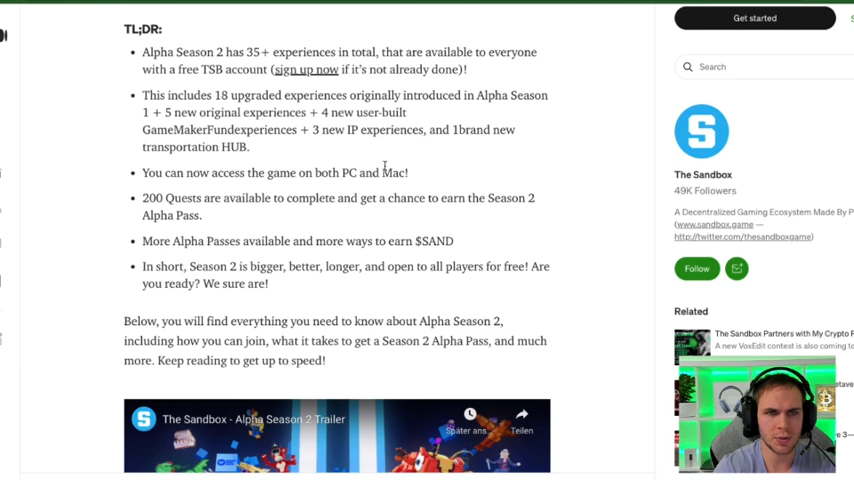 TL;DR:
Alpha Season 2 has 35+ experiences in total, that are available to everyone
with a free TSB account (sign up now if it's not already done)!
This includes 18 upgraded experiences originally introduced in Alpha Season
1 + 5 new original experiences + 4 new user-built
GameMakerFundexperiences + 3 new IP experiences, and 1brand new
transportation HUB.
You can now access the game on both PC and Mac!
200 Quests are available to complete and get a chance to earn the Season 2
Alpha Pass.
More Alpha Passes available and more ways to earn $SAND
In short, Season 2 is bigger, better, longer, and open to all players for free! Are
you ready? We sure are!
Below, you will find everything you need to know about Alpha Season 2,
including how you can join, what it takes to get a Season 2 Alpha Pass, and much
more. Keep reading to get up to speed!
The Sandbox - Alpha Season 2 Trailer
Später ans...
Teilen
Get started
Search
The Sandbox
49K Followers
A Decentralized Gaming Ecosystem Made By P
(www.sandbox.game —
http://twitter.com/thesandboxgame)
Follow
Related
The Sandbox Partners with My Crypto
A new VoxEdit contest is also coming to